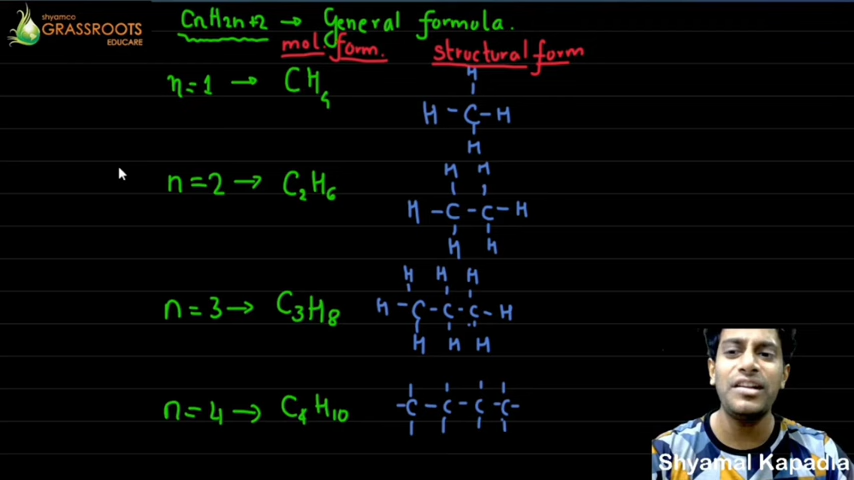 shyamco
GRASSROOTS
EDUCARE
CnH2n+2 → General formula.
mol. form. structural form
n=1 → CH4
H
H - C - H
H
n=2 → C2H6
H H
H - C - C - H
H H
n=3 → C3H8
H H H
H - C - C - C - H
H H H
n=4 → C4H10
- C - C - C - C -
Shyamal Kapadia